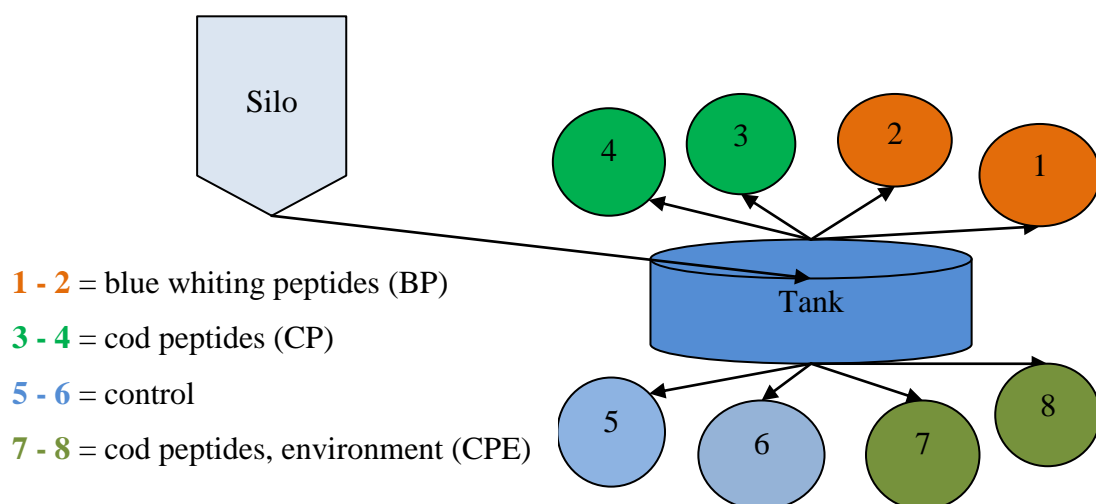 Silo
4
3
2
1
Tank
1 - 2 = blue whiting peptides (BP)
3 - 4 = cod peptides (CP)
5 - 6 = control
7 - 8 = cod peptides, environment (CPE)
5
6
7
8